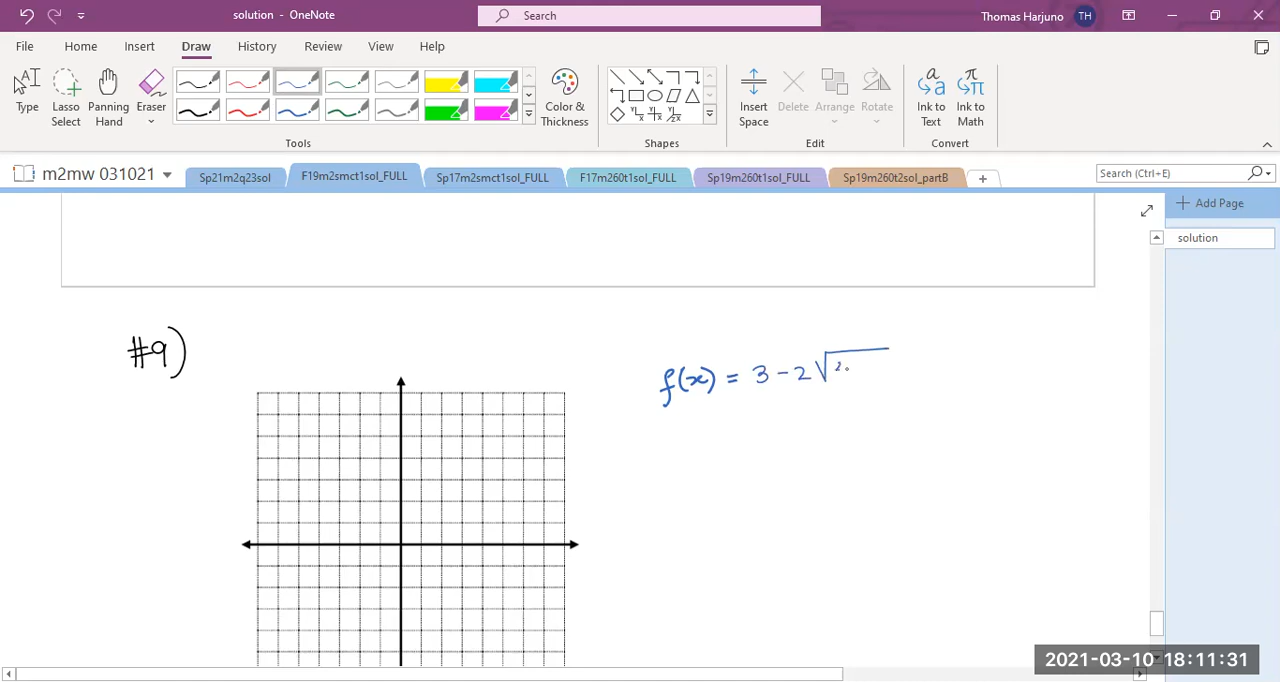 solution - OneNote
Search
Thomas Harjuno TH
File Home Insert Draw History Review View Help
Type
Lasso Select
Panning Hand
Eraser
Color & Thickness
Insert Space
Delete
Arrange
Rotate
Ink to Text
Ink to Math
Tools
Shapes
Edit
Convert
m2mw 031021
Sp21m2q23sol
F19m2smct1sol_FULL
Sp17m2smct1sol_FULL
F17m260t1sol_FULL
Sp19m260t1sol_FULL
Sp19m260t2sol_partB
Search (Ctrl+E)
Add Page
solution
#9)
f(x) = 3 - 2√
2021-03-10 18:11:31